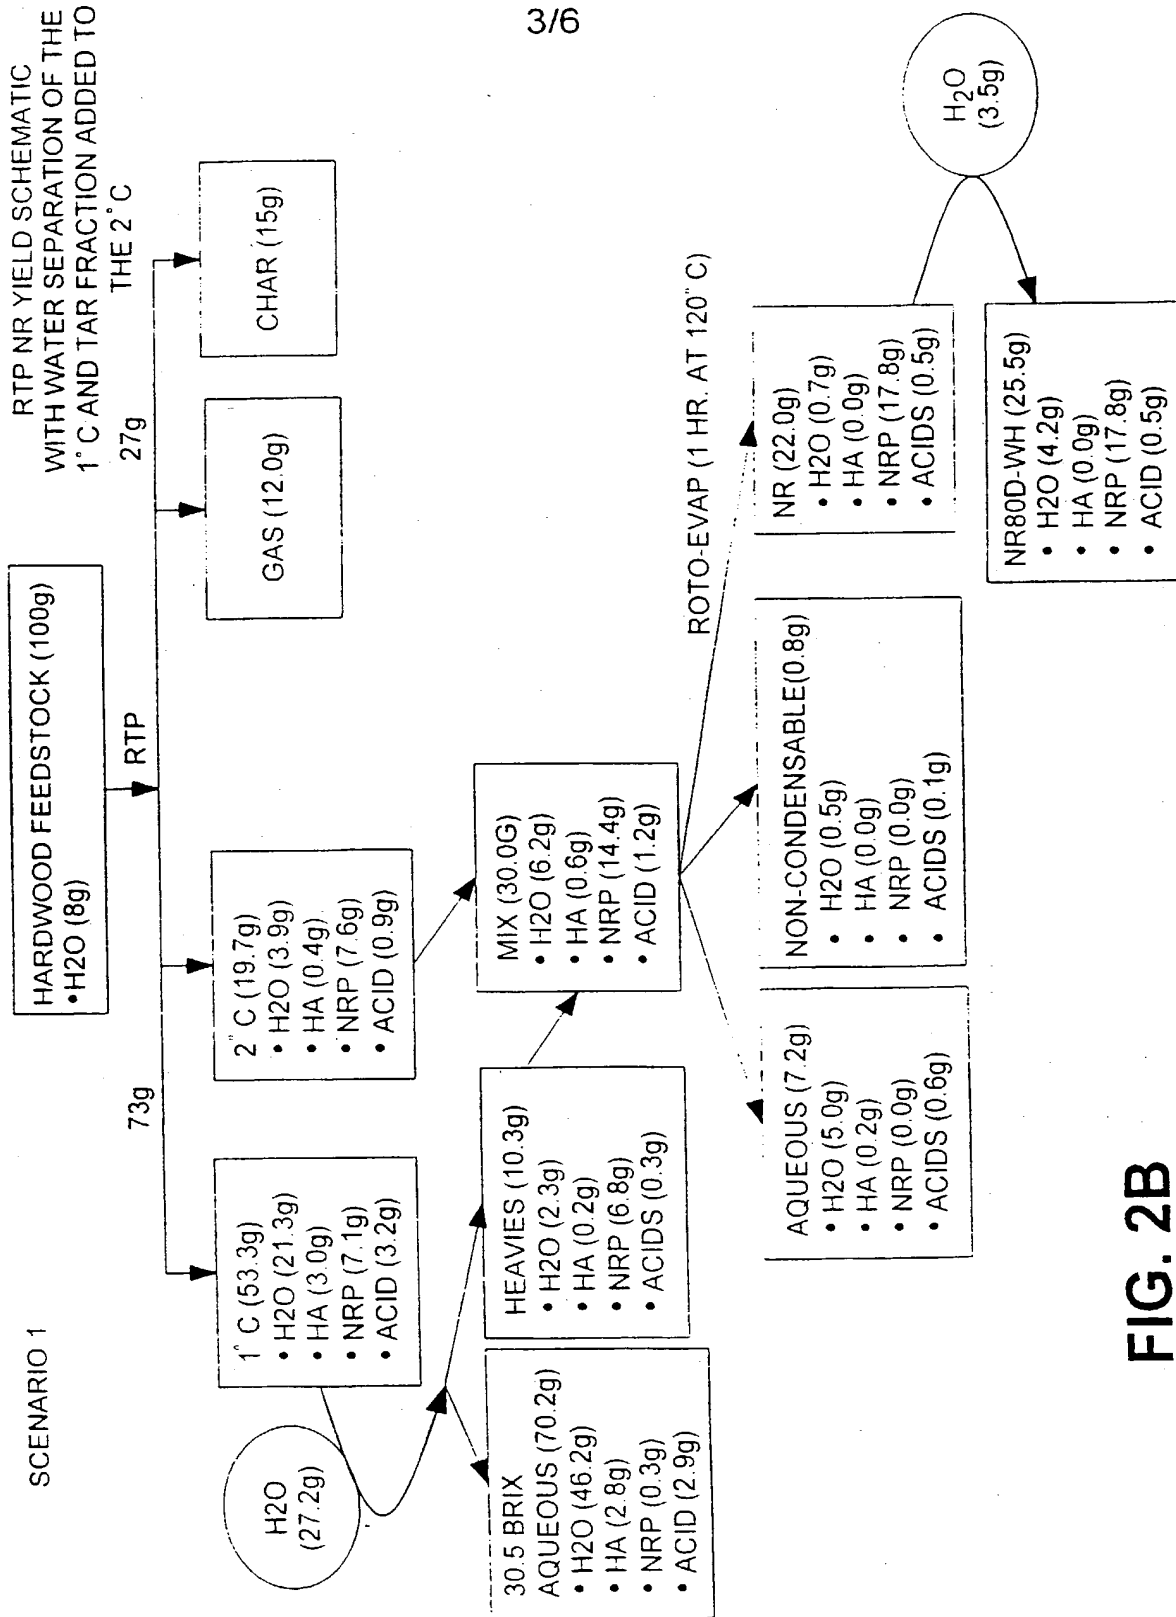 3/6
SCENARIO 1
RTP NR YIELD SCHEMATIC
WITH WATER SEPARATION OF THE
1° C AND TAR FRACTION ADDED TO
THE 2° C
HARDWOOD FEEDSTOCK (100g)
•H2O (8g)
RTP
73g
27g
1° C (53.3g)
• H2O (21.3g)
• HA (3.0g)
• NRP (7.1g)
• ACID (3.2g)
2° C (19.7g)
• H2O (3.9g)
• HA (0.4g)
• NRP (7.6g)
• ACID (0.9g)
GAS (12.0g)
CHAR (15g)
H2O
(27.2g)
30.5 BRIX
AQUEOUS (70.2g)
• H2O (46.2g)
• HA (2.8g)
• NRP (0.3g)
• ACID (2.9g)
HEAVIES (10.3g)
• H2O (2.3g)
• HA (0.2g)
• NRP (6.8g)
• ACIDS (0.3g)
MIX (30.0G)
• H2O (6.2g)
• HA (0.6g)
• NRP (14.4g)
• ACID (1.2g)
ROTO-EVAP (1 HR. AT 120° C)
AQUEOUS (7.2g)
• H2O (5.0g)
• HA (0.2g)
• NRP (0.0g)
• ACIDS (0.6g)
NON-CONDENSABLE(0.8g)
• H2O (0.5g)
• HA (0.0g)
• NRP (0.0g)
• ACIDS (0.1g)
NR (22.0g)
• H2O (0.7g)
• HA (0.0g)
• NRP (17.8g)
• ACIDS (0.5g)
H2O
(3.5g)
NR80D-WH (25.5g)
• H2O (4.2g)
• HA (0.0g)
• NRP (17.8g)
• ACID (0.5g)
FIG. 2B